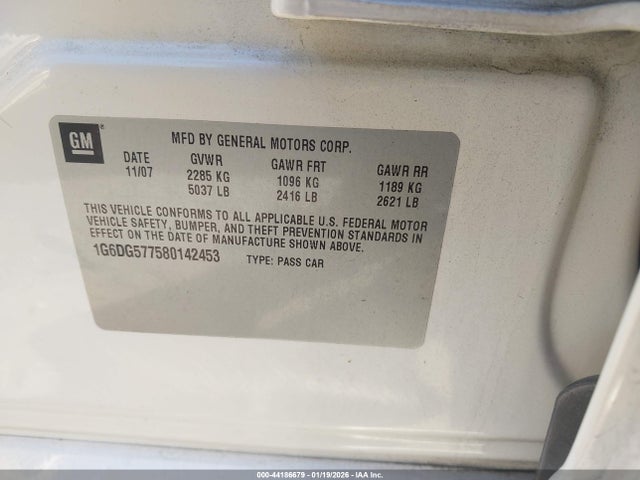 GM
MFD BY GENERAL MOTORS CORP.
DATE GVWR GAWR FRT GAWR RR
11/07 2285 KG 1096 KG 1189 KG
5037 LB 2416 LB 2621 LB
THIS VEHICLE CONFORMS TO ALL APPLICABLE U.S. FEDERAL MOTOR
VEHICLE SAFETY, BUMPER, AND THEFT PREVENTION STANDARDS IN
EFFECT ON THE DATE OF MANUFACTURE SHOWN ABOVE.
1G6DG577580142453 TYPE: PASS CAR
000-44186679 - 01/19/2026 - IAA Inc.